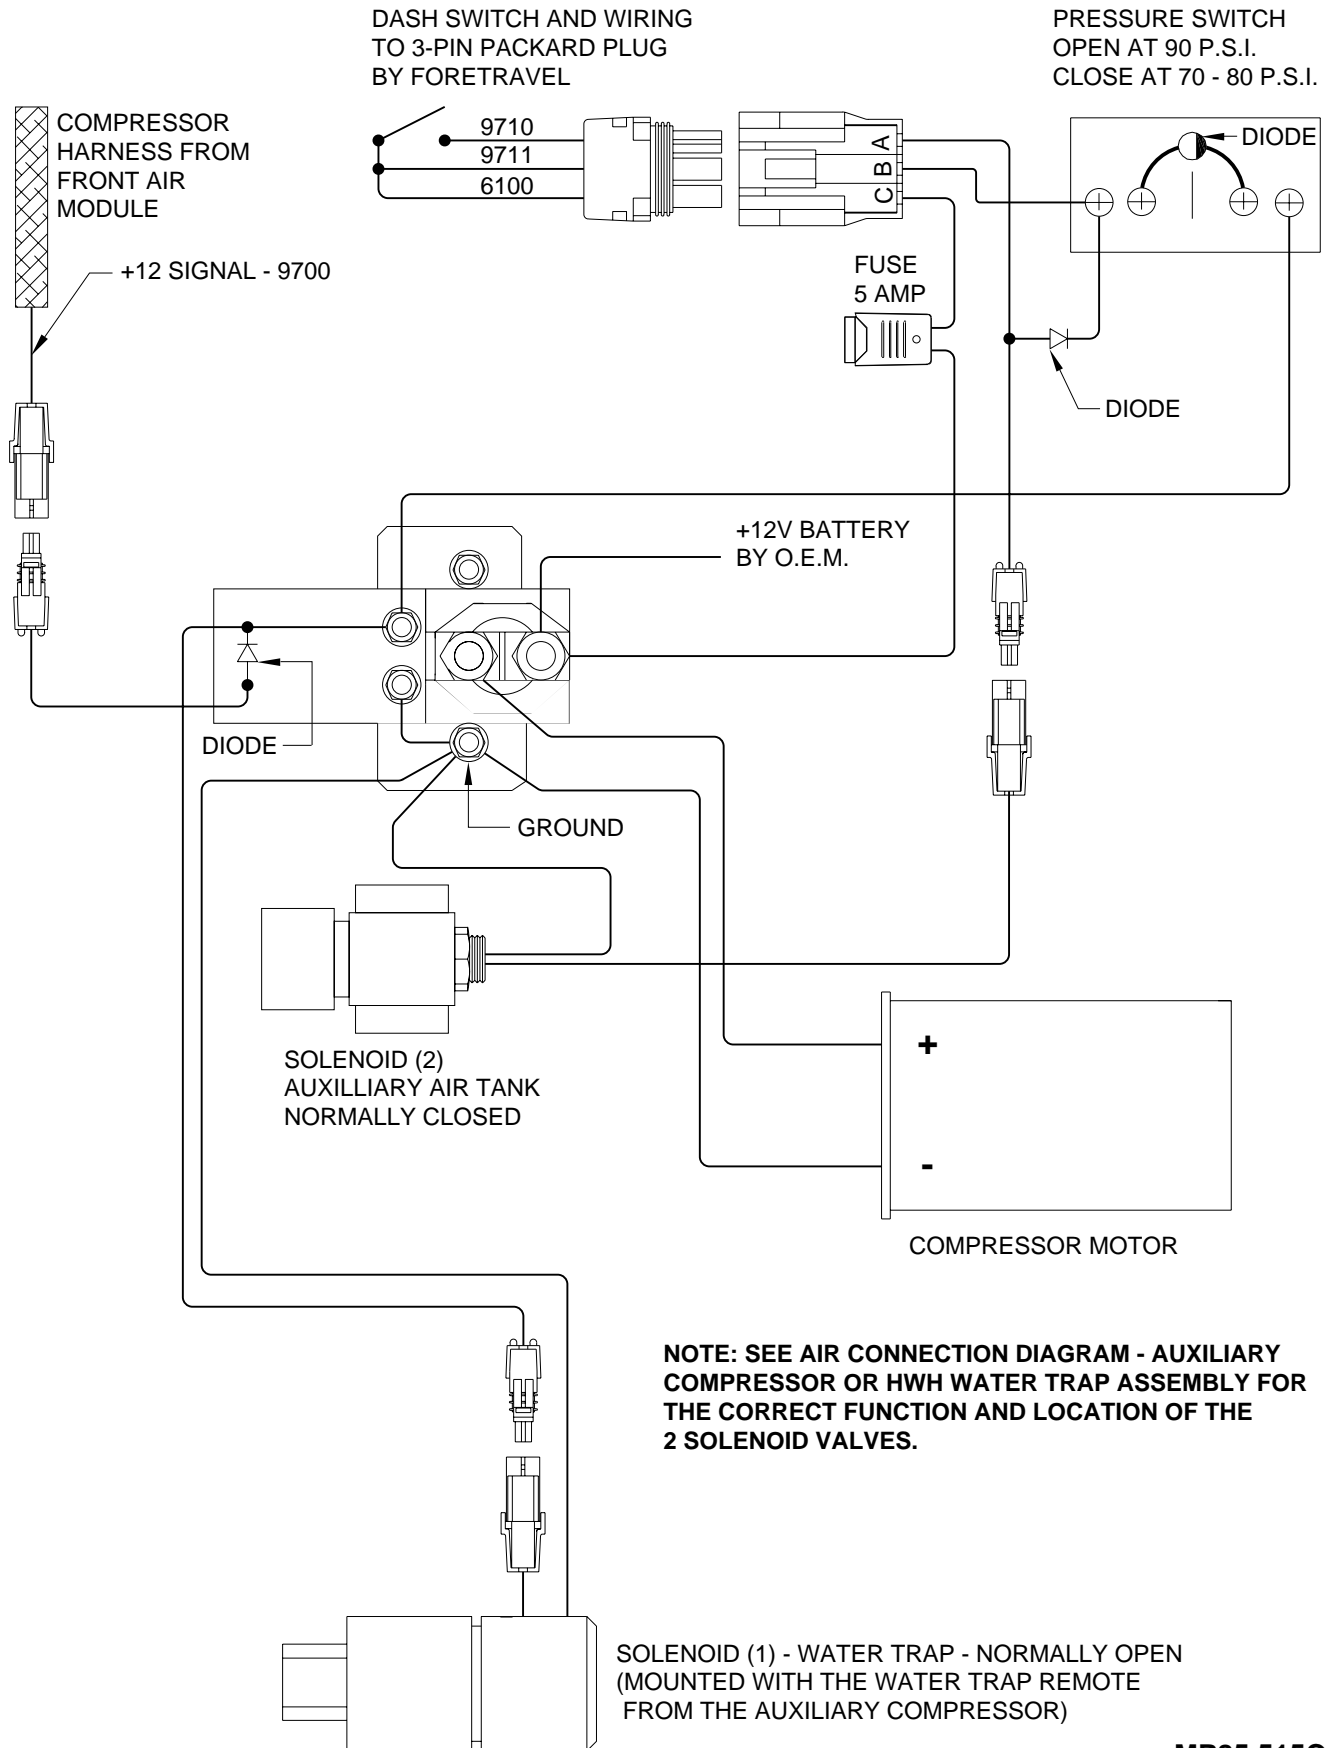 DASH SWITCH AND WIRING
TO 3-PIN PACKARD PLUG
BY FORETRAVEL
PRESSURE SWITCH
OPEN AT 90 P.S.I.
CLOSE AT 70 - 80 P.S.I.
COMPRESSOR
HARNESS FROM
FRONT AIR
MODULE
9710
9711
6100
A
B
C
DIODE
+12 SIGNAL - 9700
FUSE
5 AMP
DIODE
+12V BATTERY
BY O.E.M.
DIODE
GROUND
SOLENOID (2)
AUXILLIARY AIR TANK
NORMALLY CLOSED
+
-
COMPRESSOR MOTOR
NOTE: SEE AIR CONNECTION DIAGRAM - AUXILIARY
COMPRESSOR OR HWH WATER TRAP ASSEMBLY FOR
THE CORRECT FUNCTION AND LOCATION OF THE
2 SOLENOID VALVES.
SOLENOID (1) - WATER TRAP - NORMALLY OPEN
(MOUNTED WITH THE WATER TRAP REMOTE
FROM THE AUXILIARY COMPRESSOR)